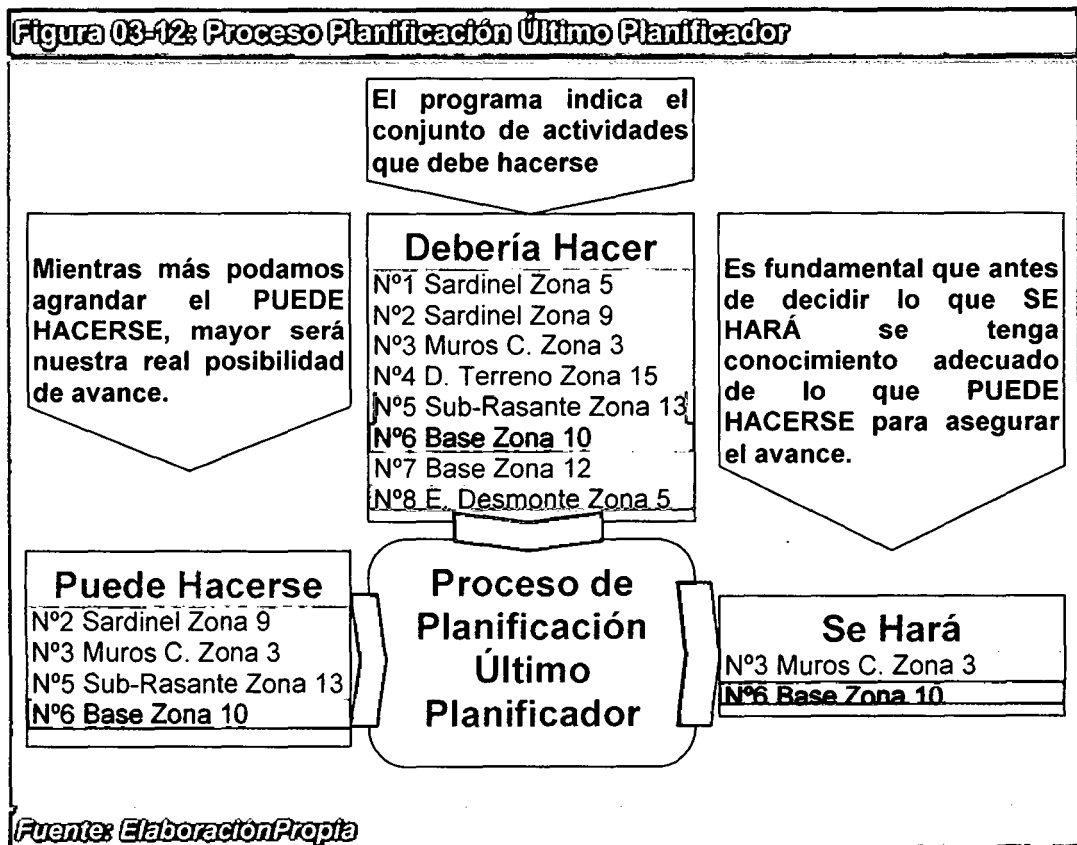 Figura 03-12: Proceso Planificación Último Planificador
El programa indica el
conjunto de actividades
que debe hacerse
Mientras más podamos
agrandar el PUEDE
HACERSE, mayor será
nuestra real posibilidad
de avance.
Debería Hacer
Nº1 Sardinel Zona 5
Nº2 Sardinel Zona 9
Nº3 Muros C. Zona 3
Nº4 D. Terreno Zona 15
Nº5 Sub-Rasante Zona 13
Nº6 Base Zona 10
Nº7 Base Zona 12
Nº8 E. Desmonte Zona 5
Es fundamental que antes
de decidir lo que SE
HARÁ se tenga
conocimiento adecuado
de lo que PUEDE
HACERSE para asegurar
el avance.
Puede Hacerse
Nº2 Sardinel Zona 9
Nº3 Muros C. Zona 3
Nº5 Sub-Rasante Zona 13
Nº6 Base Zona 10
Proceso de
Planificación
Último
Planificador
Se Hará
Nº3 Muros C. Zona 3
Nº6 Base Zona 10
Fuente: ElaboraciónPropia